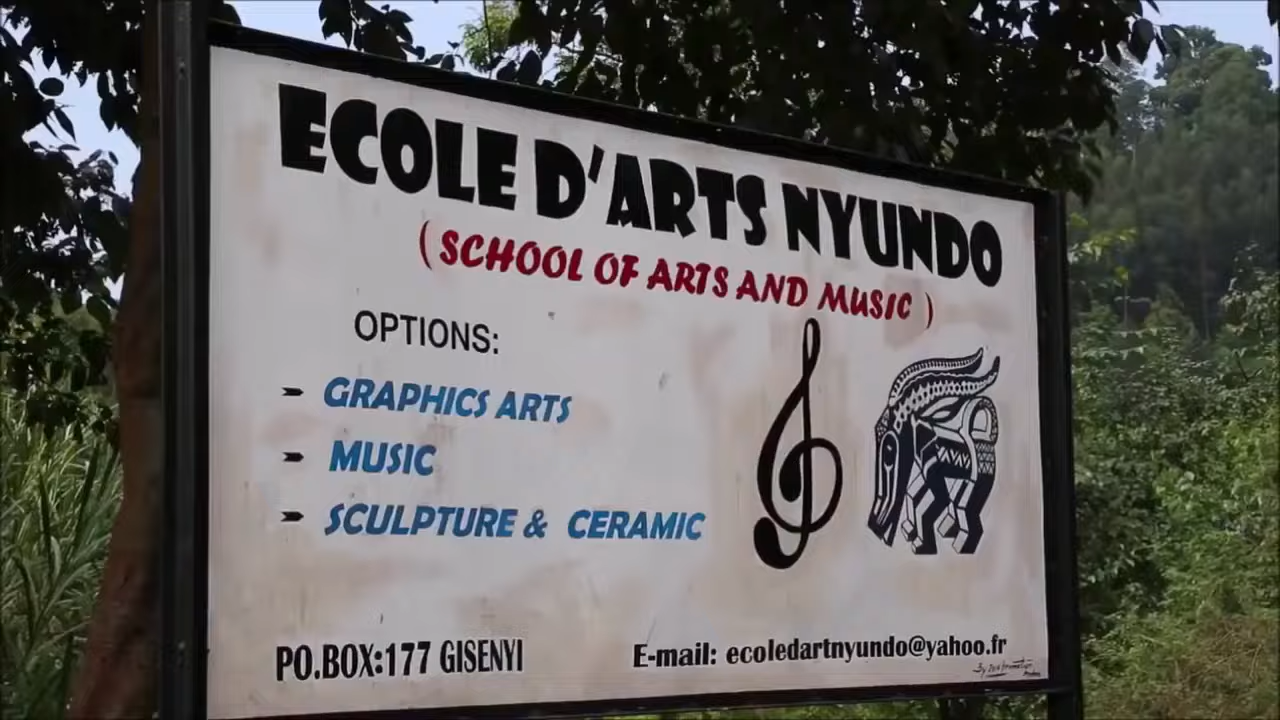 ECOLE D'ARTS NYUNDO
(SCHOOL OF ARTS AND MUSIC)
OPTIONS:
GRAPHICS ARTS
MUSIC
SCULPTURE & CERAMIC
PO.BOX:177 GISENYI
E-mail: ecoledartnyundo@yahoo.fr
By